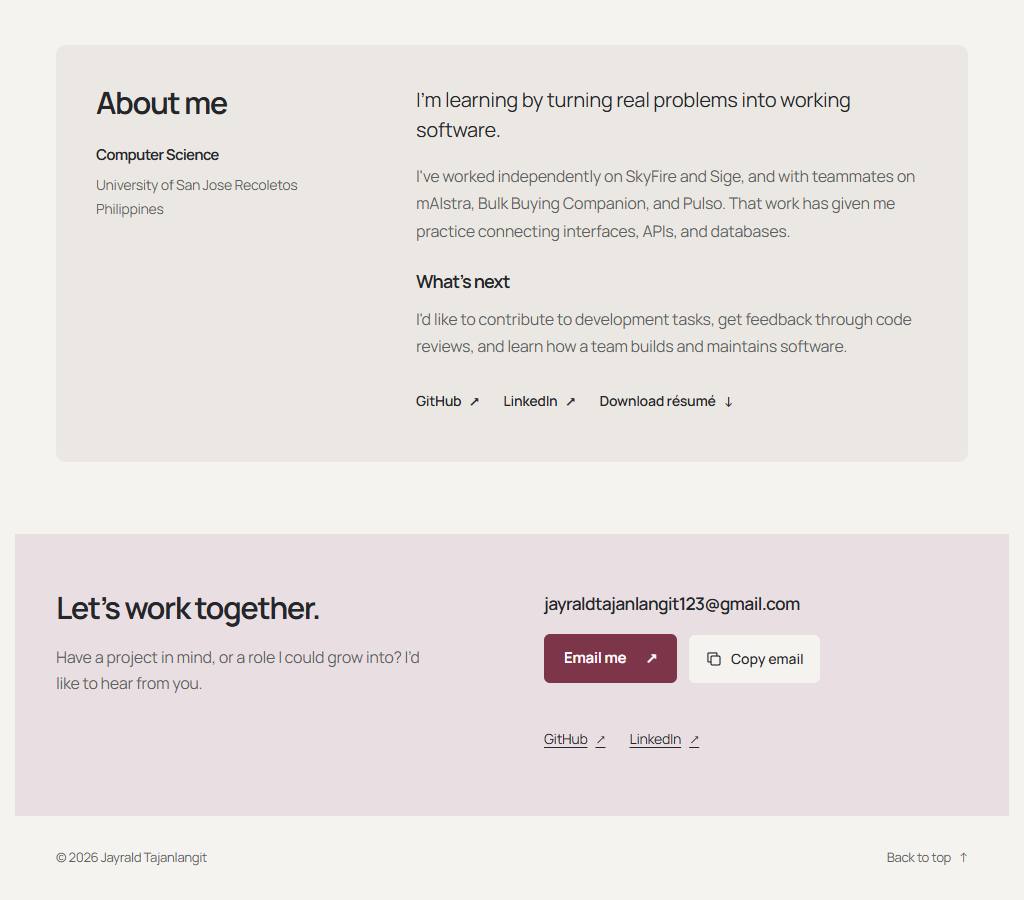 About me
Computer Science
University of San Jose Recoletos
Philippines
I’m learning by turning real problems into working
software.
I’ve worked independently on SkyFire and Sige, and with teammates on
mAIstra, Bulk Buying Companion, and Pulso. That work has given me
practice connecting interfaces, APIs, and databases.
What’s next
I’d like to contribute to development tasks, get feedback through code
reviews, and learn how a team builds and maintains software.
GitHub ↗ LinkedIn ↗ Download résumé ↓
Let’s work together.
Have a project in mind, or a role I could grow into? I’d
like to hear from you.
jayraldtajanlangit123@gmail.com
Email me ↗ Copy email
GitHub ↗ LinkedIn ↗
© 2026 Jayrald Tajanlangit
Back to top ↑